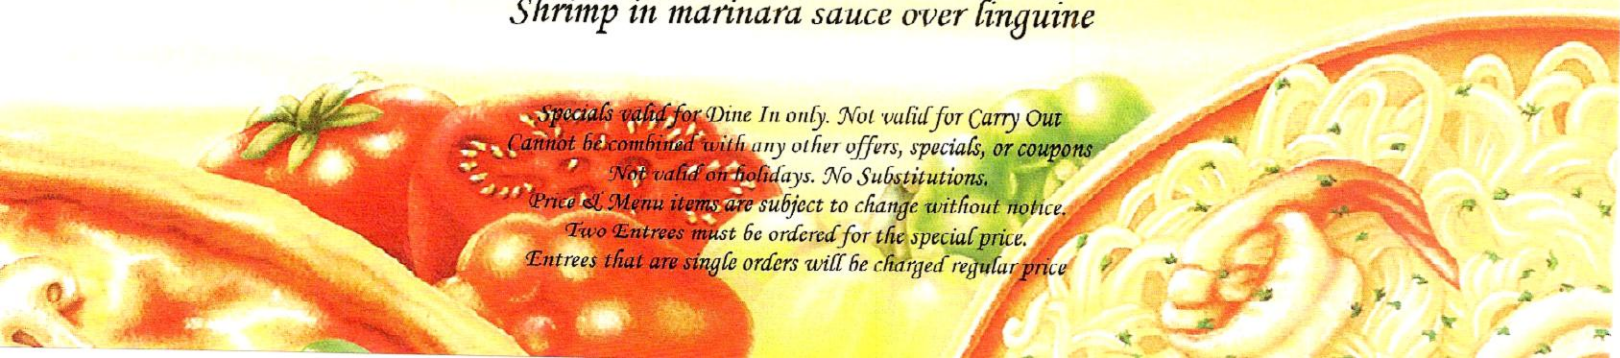 Shrimp in marinara sauce over linguine
Specials valid for Dine In only. Not valid for Carry Out
Cannot be combined with any other offers, specials, or coupons
Not valid on holidays. No Substitutions.
Price & Menu items are subject to change without notice.
Two Entrees must be ordered for the special price.
Entrees that are single orders will be charged regular price